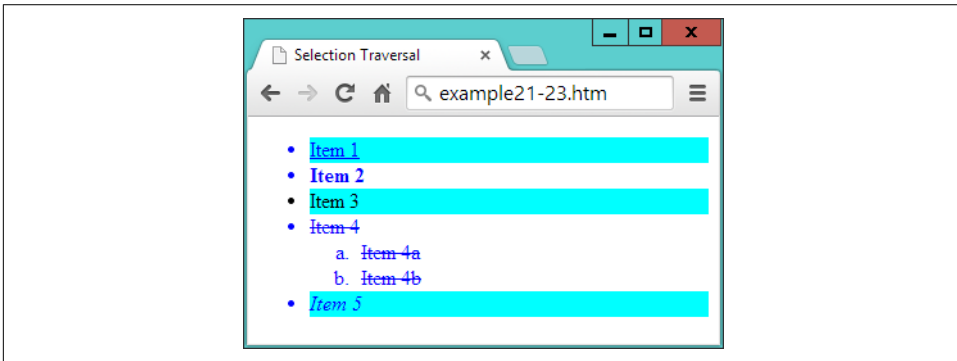 Selection Traversal
example21-23.htm
• Item 1
• Item 2
• Item 3
• Item 4
a. Item 4a
b. Item 4b
• Item 5